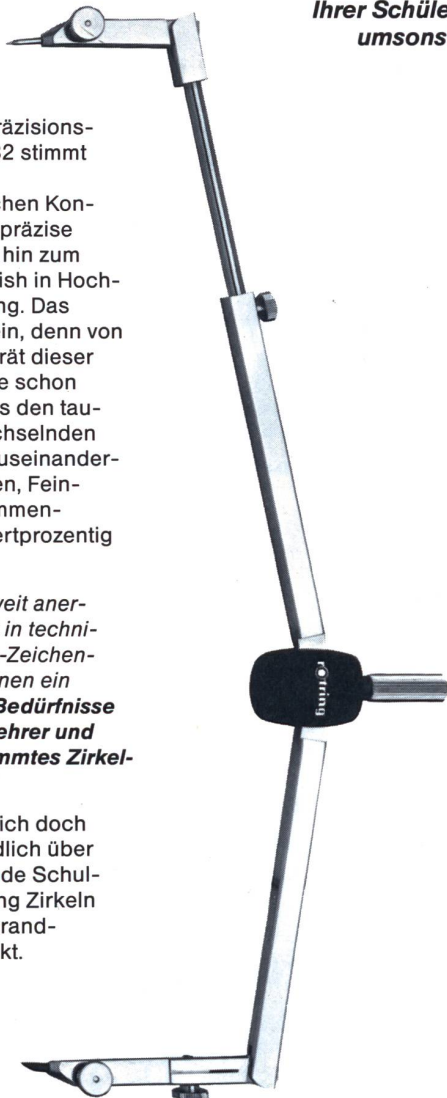 Ihrer Schüle
umsons
räzisions-
32 stimmt
chen Kon-
präzise
hin zum
ish in Hoch-
ng. Das
ein, denn von
rät dieser
e schon
s den tau-
chselnden
useinander-
en, Fein-
mmen-
ertprozentig
weit aner-
in techni-
-Zeichen-
nen ein
Bedürfnisse
ehrer und
mmtes Zirkel-
ich doch
dlich über
de Schul-
ng Zirkeln
rand-
kt.
rotring